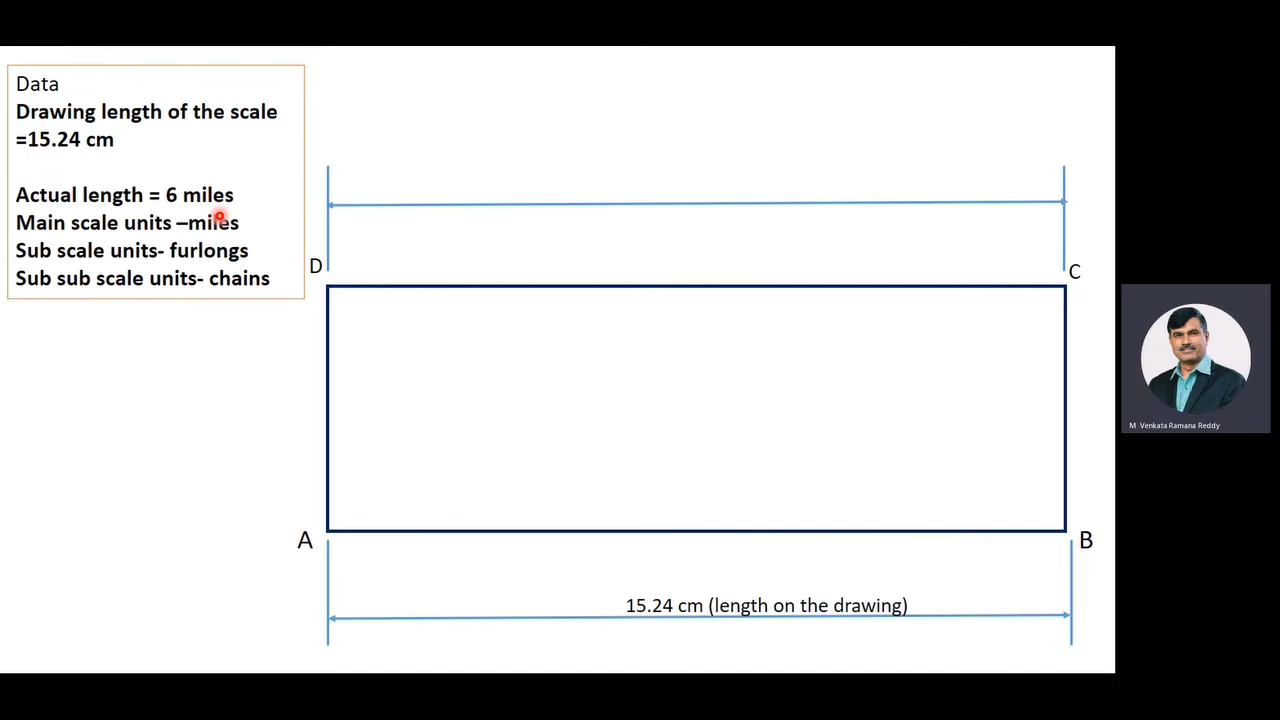 Data
Drawing length of the scale
=15.24 cm
Actual length = 6 miles
Main scale units –miles
Sub scale units- furlongs
Sub sub scale units- chains
D
C
A
B
15.24 cm (length on the drawing)
M Venkata Ramana Reddy